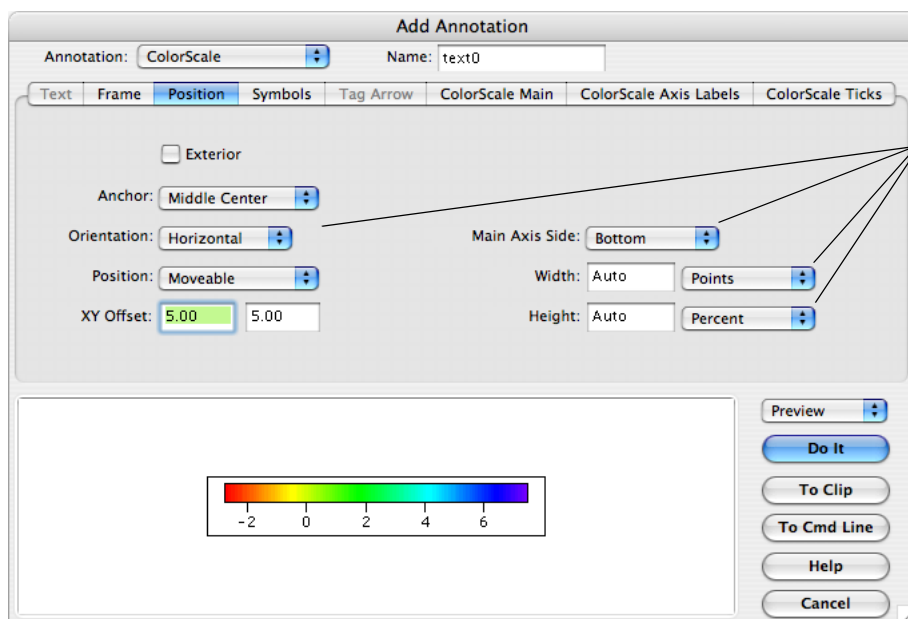 Add Annotation
Annotation: ColorScale Name: text0
Text Frame Position Symbols Tag Arrow ColorScale Main ColorScale Axis Labels ColorScale Ticks
Exterior
Anchor: Middle Center
Orientation: Horizontal Main Axis Side: Bottom
Position: Moveable Width: Auto Points
XY Offset: 5.00 5.00 Height: Auto Percent
Preview
Do It
To Clip
-2 0 2 4 6
To Cmd Line
Help
Cancel